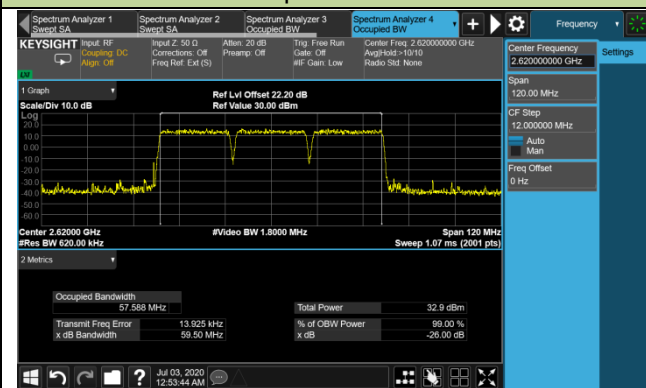 Spectrum Analyzer 1
Swept SA
Spectrum Analyzer 2
Swept SA
Spectrum Analyzer 3
Occupied BW
Spectrum Analyzer 4
Occupied BW
Frequency
KEYSIGHT
Input: RF
Coupling: DC
Align: Off
Input Z: 50 Ω
Corrections: Off
Freq Ref: Ext (S)
Atten: 20 dB
Preamp: Off
Trig: Free Run
Gate: Off
#IF Gain: Low
Center Freq: 2.620000000 GHz
Avg|Hold:>10/10
Radio Std: None
LXI
Center Frequency
2.620000000 GHz
Settings
Span
120.00 MHz
CF Step
12.000000 MHz
Auto
Man
Freq Offset
0 Hz
1 Graph
Scale/Div 10.0 dB
Ref Lvl Offset 22.20 dB
Ref Value 30.00 dBm
Log
20.0
10.0
0.00
-10.0
-20.0
-30.0
-40.0
-50.0
-60.0
Center 2.62000 GHz
#Res BW 620.00 kHz
#Video BW 1.8000 MHz
Span 120 MHz
Sweep 1.07 ms (2001 pts)
2 Metrics
Occupied Bandwidth
57.588 MHz
Total Power 32.9 dBm
Transmit Freq Error 13.925 kHz
% of OBW Power 99.00 %
x dB Bandwidth 59.50 MHz
x dB -26.00 dB
?
Jul 03, 2020
12:53:44 AM